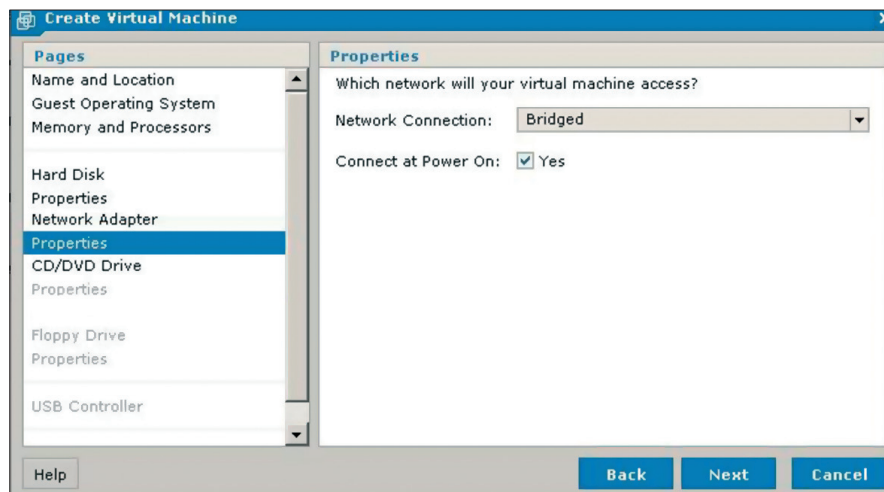 Create Virtual Machine
Pages
Name and Location
Guest Operating System
Memory and Processors
Hard Disk
Properties
Network Adapter
Properties
CD/DVD Drive
Properties
Floppy Drive
Properties
USB Controller
Properties
Which network will your virtual machine access?
Network Connection: Bridged
Connect at Power On: Yes
Help Back Next Cancel